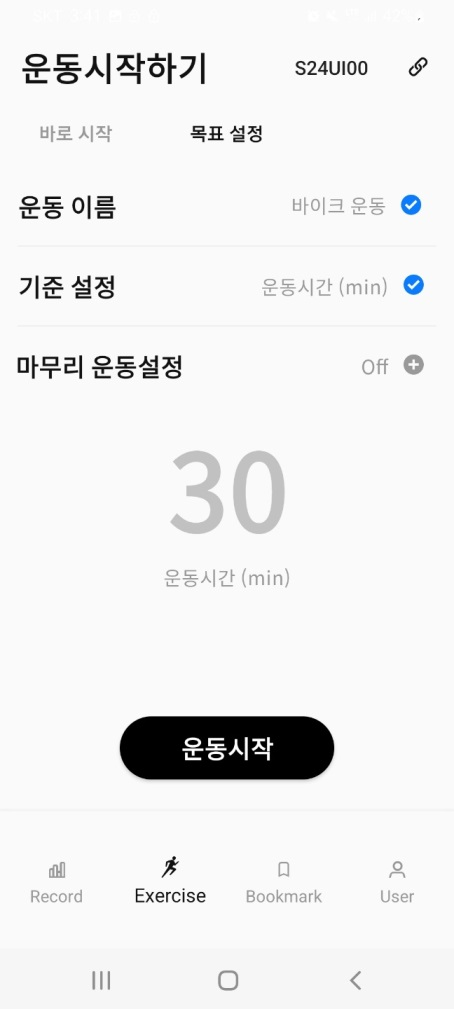 운동시작하기 S24UI00
바로 시작 목표 설정
운동 이름 바이크 운동
기준 설정 운동시간 (min)
마무리 운동설정 Off
30
운동시간 (min)
운동시작
Record Exercise Bookmark User